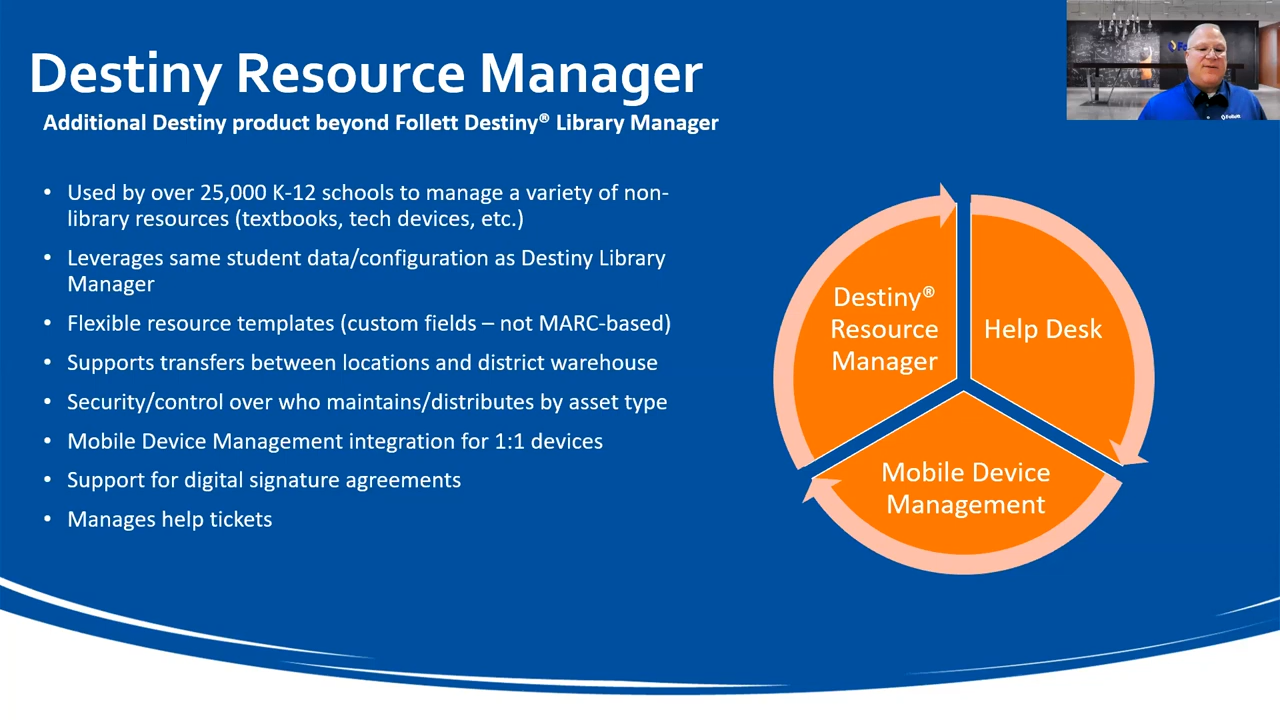 Destiny Resource Manager
Additional Destiny product beyond Follett Destiny® Library Manager
• Used by over 25,000 K-12 schools to manage a variety of non-
library resources (textbooks, tech devices, etc.)
• Leverages same student data/configuration as Destiny Library
Manager
• Flexible resource templates (custom fields – not MARC-based)
• Supports transfers between locations and district warehouse
• Security/control over who maintains/distributes by asset type
• Mobile Device Management integration for 1:1 devices
• Support for digital signature agreements
• Manages help tickets
Destiny®
Resource
Manager
Help Desk
Mobile Device
Management
Follett